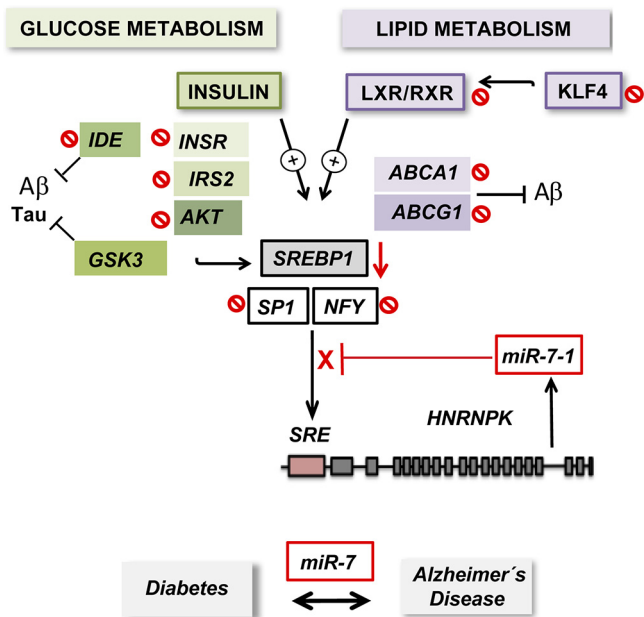 GLUCOSE METABOLISM
LIPID METABOLISM
INSULIN
LXR/RXR
KLF4
IDE
INSR
Aβ
IRS2
Tau
AKT
GSK3
+
+
ABCA1
ABCG1
Aβ
SREBP1
SP1
NFY
X
miR-7-1
SRE
HNRNPK
miR-7
Diabetes
Alzheimer´s
Disease